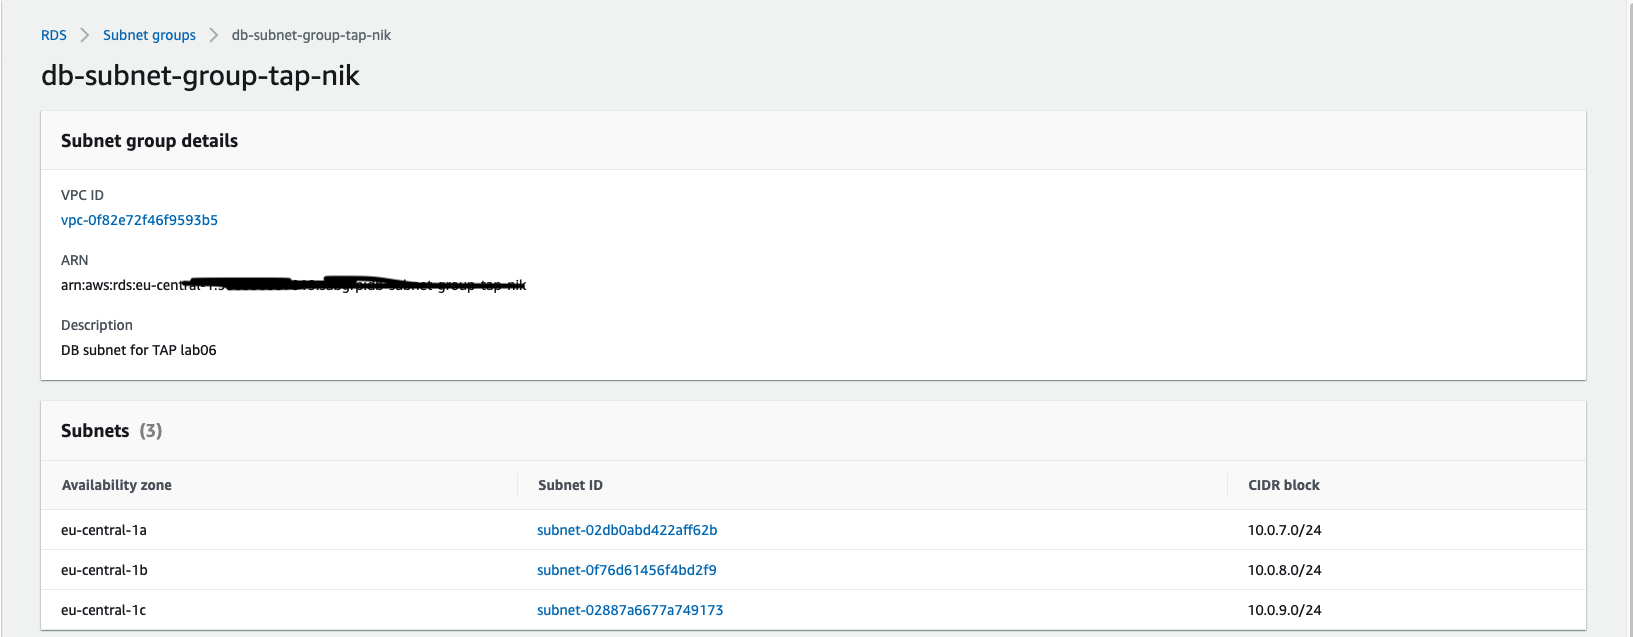 RDS > Subnet groups > db-subnet-group-tap-nik
db-subnet-group-tap-nik
Subnet group details
VPC ID
vpc-0f82e72f46f9593b5
ARN
arn:aws:rds:eu-central-
Description
DB subnet for TAP lab06
Subnets (3)
Availability zone Subnet ID CIDR block
eu-central-1a subnet-02db0abd422aff62b 10.0.7.0/24
eu-central-1b subnet-0f76d61456f4bd2f9 10.0.8.0/24
eu-central-1c subnet-02887a6677a749173 10.0.9.0/24